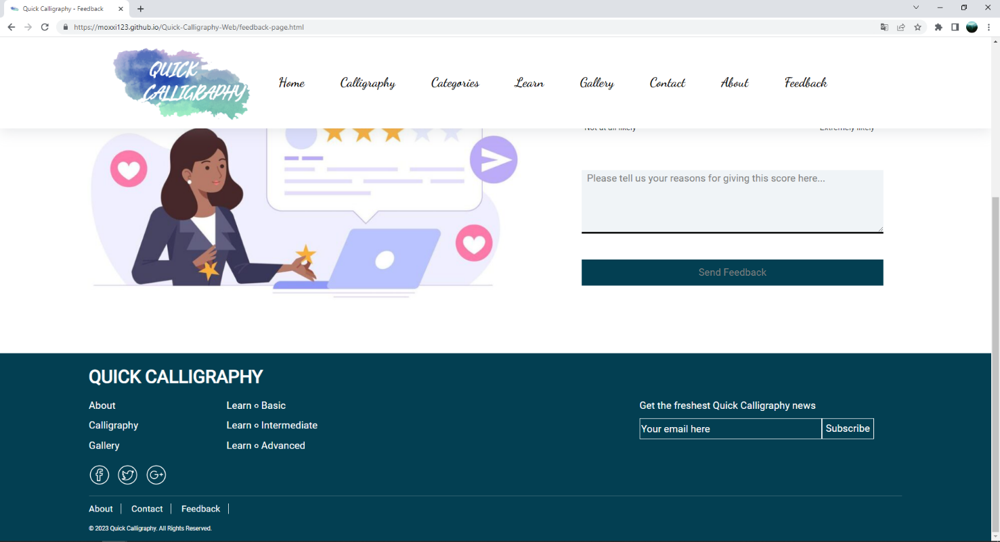 Quick Calligraphy - Feedback
https://moxxi123.github.io/Quick-Calligraphy-Web/feedback-page.html
QUICK
CALLIGRAPHY
Home Calligraphy Categories Learn Gallery Contact About Feedback
Not at all likely Extremely likely
Please tell us your reasons for giving this score here...
Send Feedback
QUICK CALLIGRAPHY
About Learn ∘ Basic Get the freshest Quick Calligraphy news
Calligraphy Learn ∘ Intermediate Your email here Subscribe
Gallery Learn ∘ Advanced
f G+
About | Contact | Feedback |
© 2023 Quick Calligraphy. All Rights Reserved.